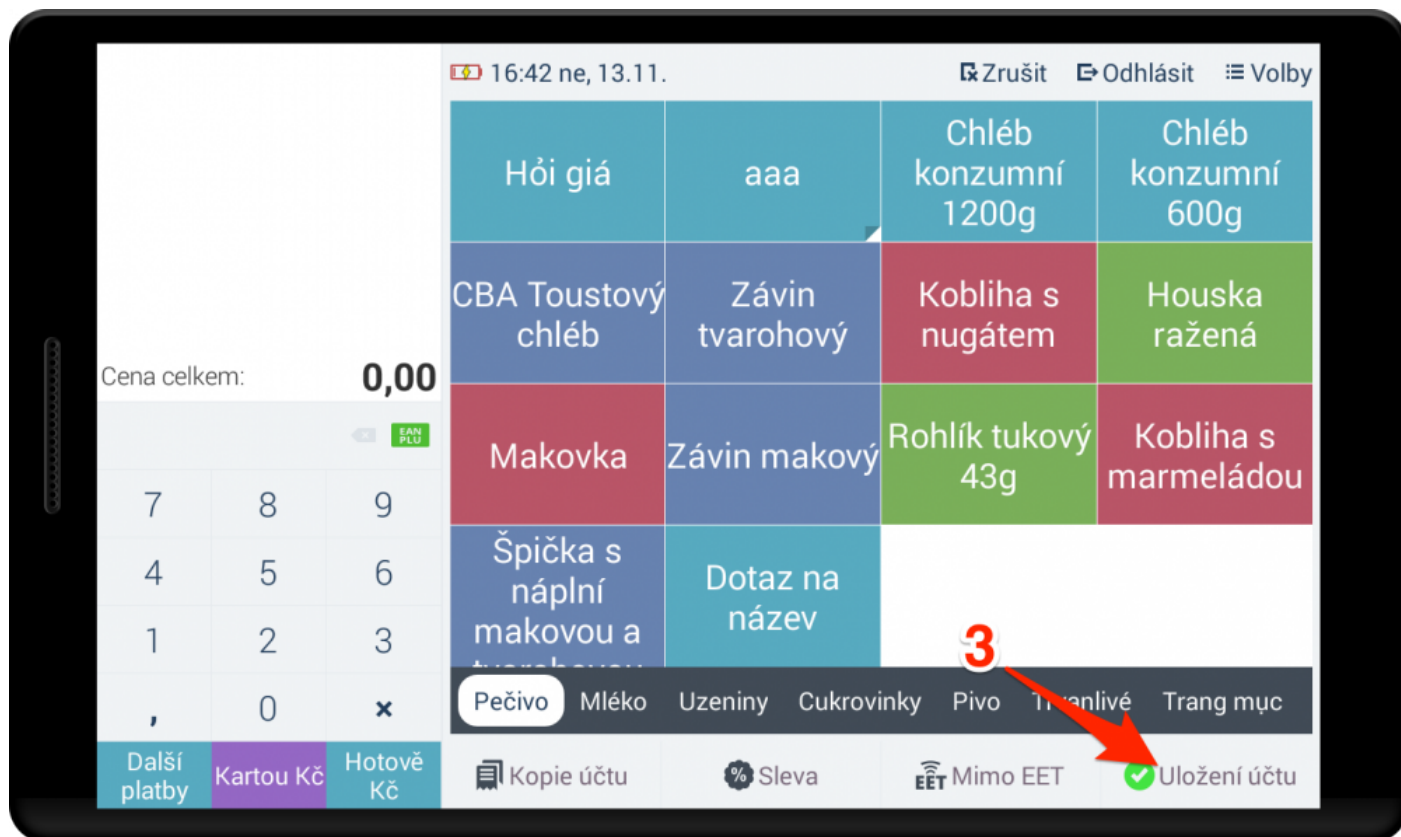 16:42 ne, 13.11.
Zrušit
Odhlásit
Volby
Hỏi giá
aaa
Chléb
konzumní
1200g
Chléb
konzumní
600g
CBA Toustový
chléb
Závin
tvarohový
Kobliha s
nugátem
Houska
ražená
Makovka
Závin makový
Rohlík tukový
43g
Kobliha s
marmeládou
Špička s
náplní
makovou a
Dotaz na
název
3
Pečivo Mléko Uzeniny Cukrovinky Pivo Trvanlivé Trang mục
Kopie účtu
% Sleva
EET Mimo EET
Uložení účtu
Cena celkem: 0,00
EAN
PLU
7 8 9
4 5 6
1 2 3
, 0 ×
Další
platby
Kartou Kč
Hotově
Kč